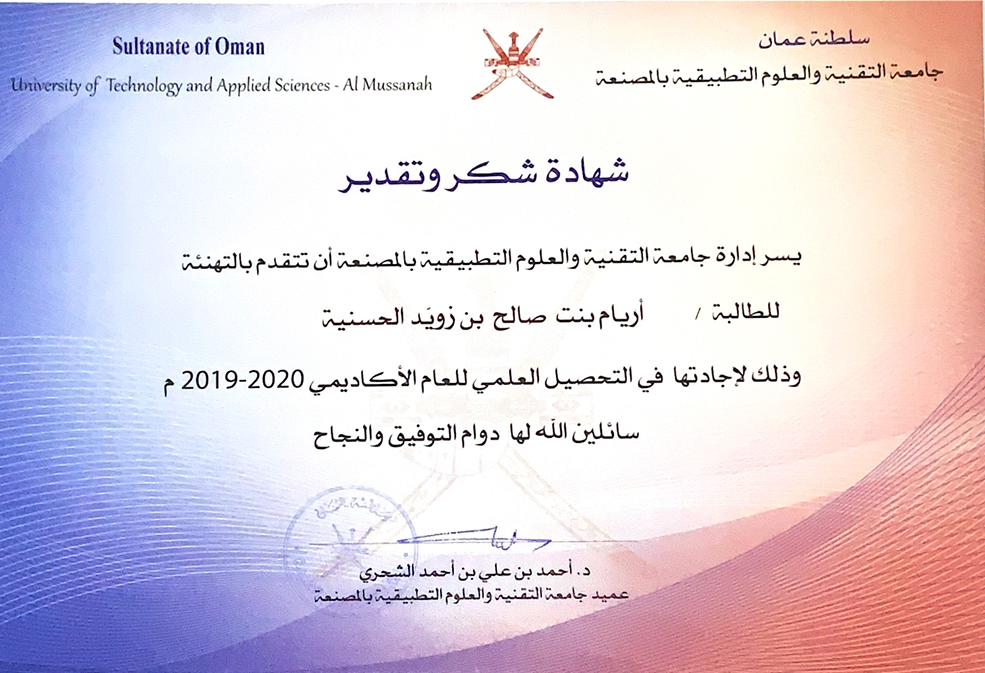 Sultanate of Oman
University of Technology and Applied Sciences - Al Mussanah
سلطنة عمان
جامعة التقنية والعلوم التطبيقية بالمصنعة
شهادة شكر وتقدير
يسر إدارة جامعة التقنية والعلوم التطبيقية بالمصنعة أن تتقدم بالتهنئة
للطالبة / أريام بنت صالح بن زويَد الحسنية
وذلك لإجادتها في التحصيل العلمي للعام الأكاديمي 2020-2019 م
سائلين الله لها دوام التوفيق والنجاح
سلطنة عمان
د. أحمد بن علي بن أحمد الشحري
عميد جامعة التقنية والعلوم التطبيقية بالمصنعة